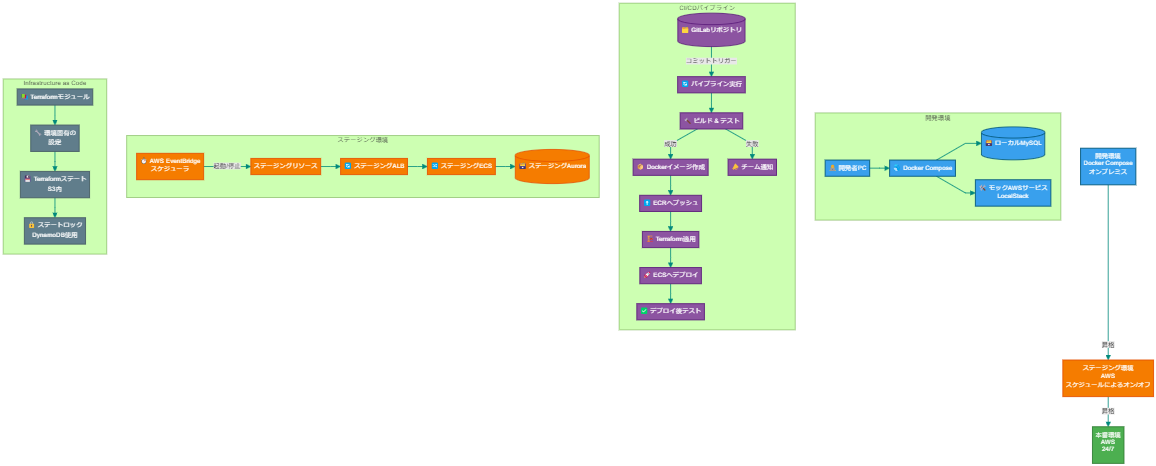 Infrastructure as Code
Terraformモジュール
環境固有の
設定
Terraformステート
S3内
ステートロック
DynamoDB使用
ステージング環境
AWS EventBridge
スケジューラ
起動/停止
ステージングリソース
ステージングALB
ステージングECS
ステージングAurora
CI/CDパイプライン
GitLabリポジトリ
コミットトリガー
パイプライン実行
ビルド & テスト
成功
失敗
Dockerイメージ作成
チーム通知
ECRへプッシュ
Terraform適用
ECSへデプロイ
デプロイ後テスト
開発環境
開発者PC
Docker Compose
ローカルMySQL
モックAWSサービス
LocalStack
開発環境
Docker Compose
オンプレミス
昇格
ステージング環境
AWS
スケジュールによるオン/オフ
昇格
本番環境
AWS
24/7